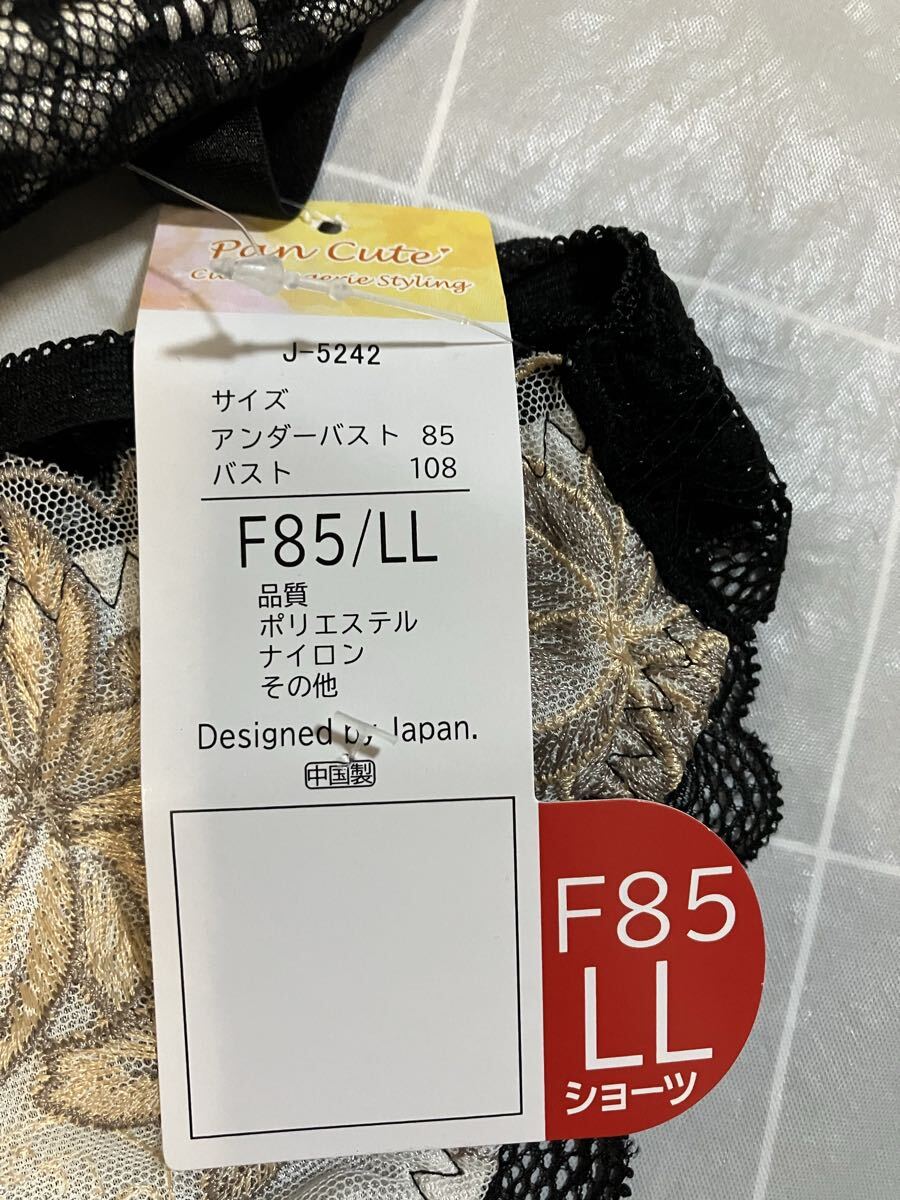 Pan Cute
Styling
J-5242
サイズ
アンダーバスト 85
バスト 108
F85/LL
品質
ポリエステル
ナイロン
その他
Designed by Japan.
中国製
F85
LL
ショーツ